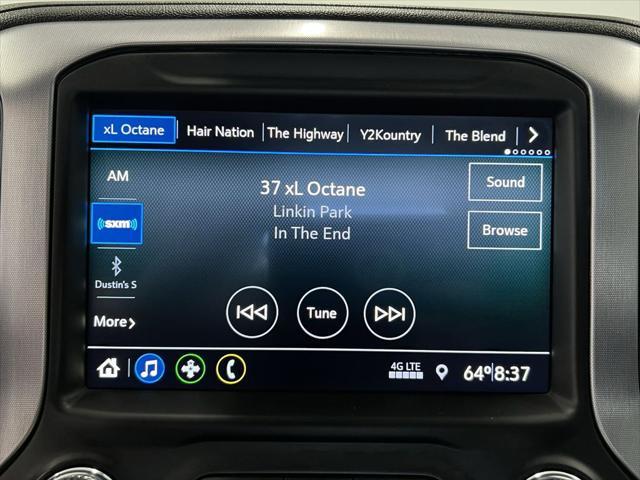 xL Octane
Hair Nation
The Highway
Y2Kountry
The Blend
AM
37 xL Octane
Sound
Linkin Park
((sxm))
In The End
Browse
Dustin's S
More
Tune
4G LTE
64° 8:37